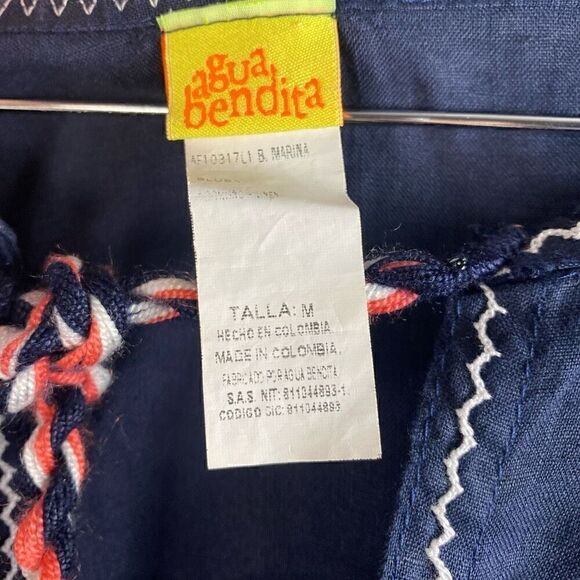 agua
bendita
AF10317L1 B. MARINA
TALLA: M
HECHO EN COLOMBIA
MADE IN COLOMBIA.
FABRICADO POR AGUA BENDITA
S.A.S. NIT: 811044893-1
CODIGO DIC: 811044893